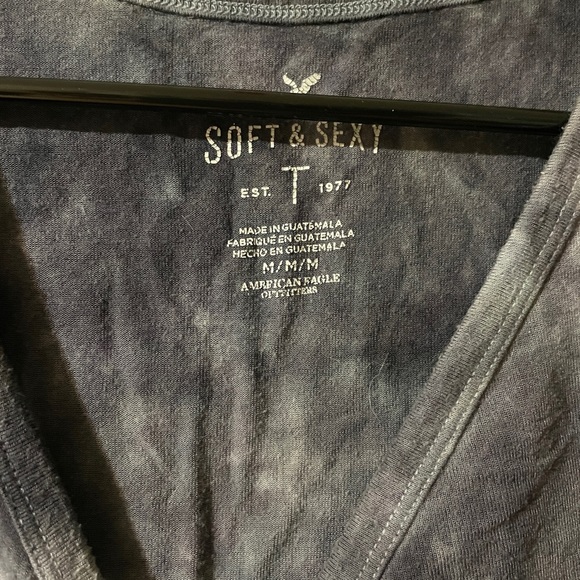 SOFT & SEXY
EST. T 1977
MADE IN GUATEMALA
FABRIQUÉ EN GUATEMALA
HECHO EN GUATEMALA
M/M/M
AMERICAN EAGLE
OUTFITTERS